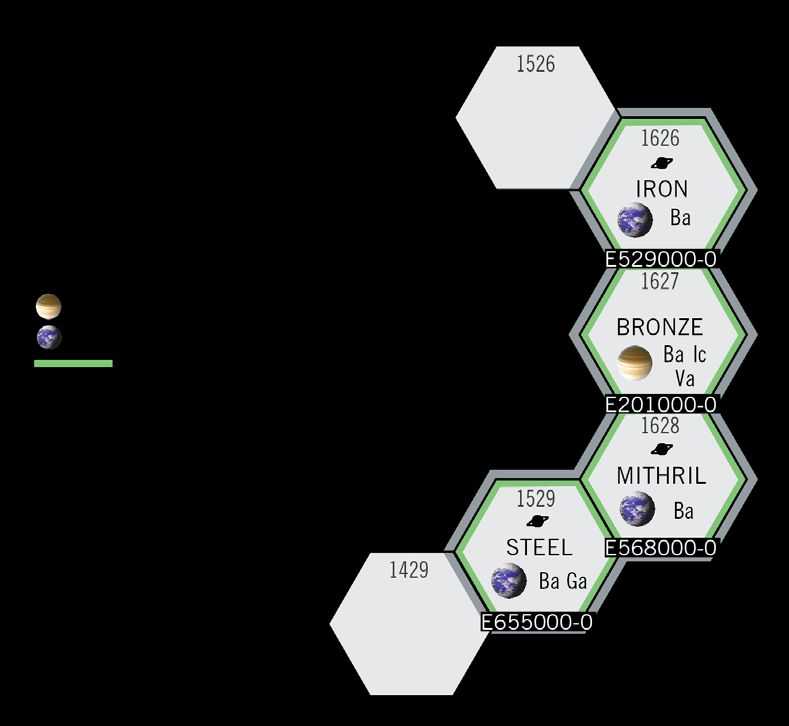 1526
1626
IRON
Ba
E529000-0
1627
BRONZE
Ba Ic
Va
E201000-0
1628
MITHRIL
Ba
E568000-0
1529
STEEL
Ba Ga
E655000-0
1429